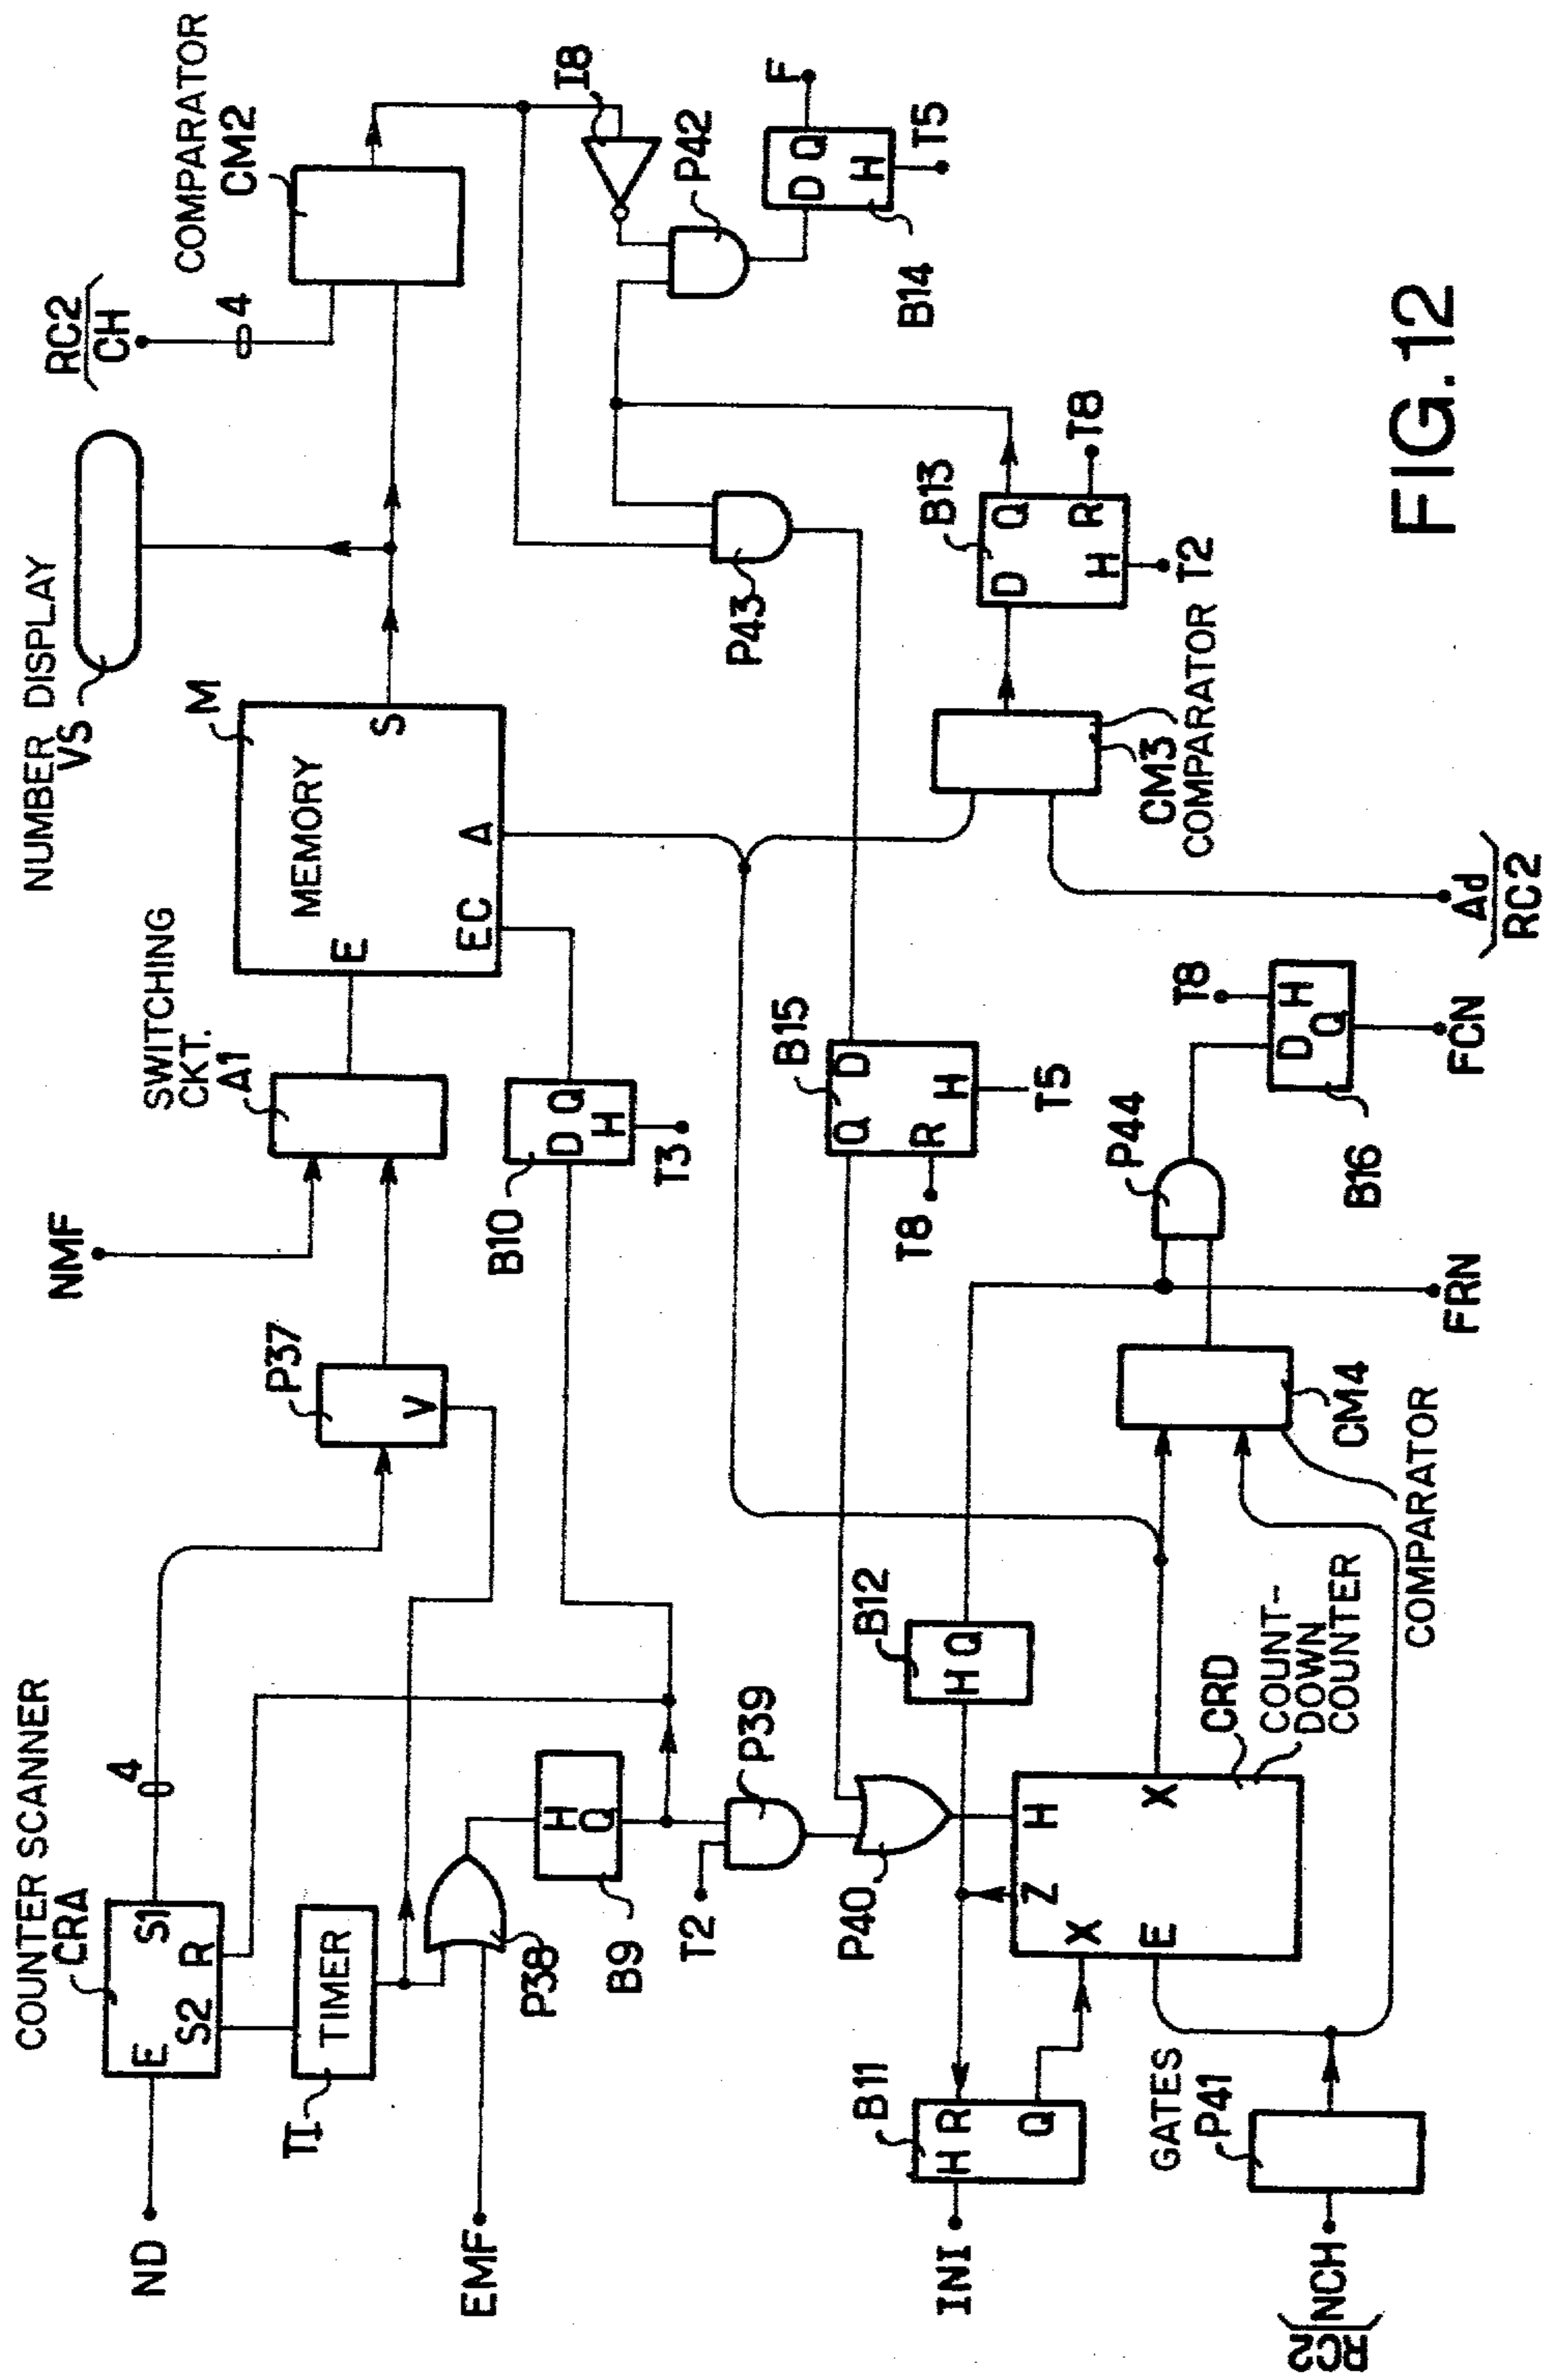 NUMBER DISPLAY
VS
RC2
CH
4
COMPARATOR
CM2
COUNTER SCANNER
CRA
4
E
S1
S2
R
ND
TIMER
TI
P37
V
NMF
SWITCHING
CKT.
A1
M
MEMORY
E
S
EC
A
I8
P42
F
D Q
H
T5
B14
EMF
P38
B9
H
Q
T2
P39
B10
D Q
H
T3
P43
P40
B15
Q D
R H
T8
T5
B13
D Q
H R
T2
T8
CM3
COMPARATOR
Ad
RC2
INI
B11
H R
Q
B12
H Q
Z H
X
E
X
CRD
COUNT-
DOWN
COUNTER
GATES
P41
NCH
RC2
CM4
COMPARATOR
FRN
P44
T8
D H
Q
B16
FCN
FIG.12